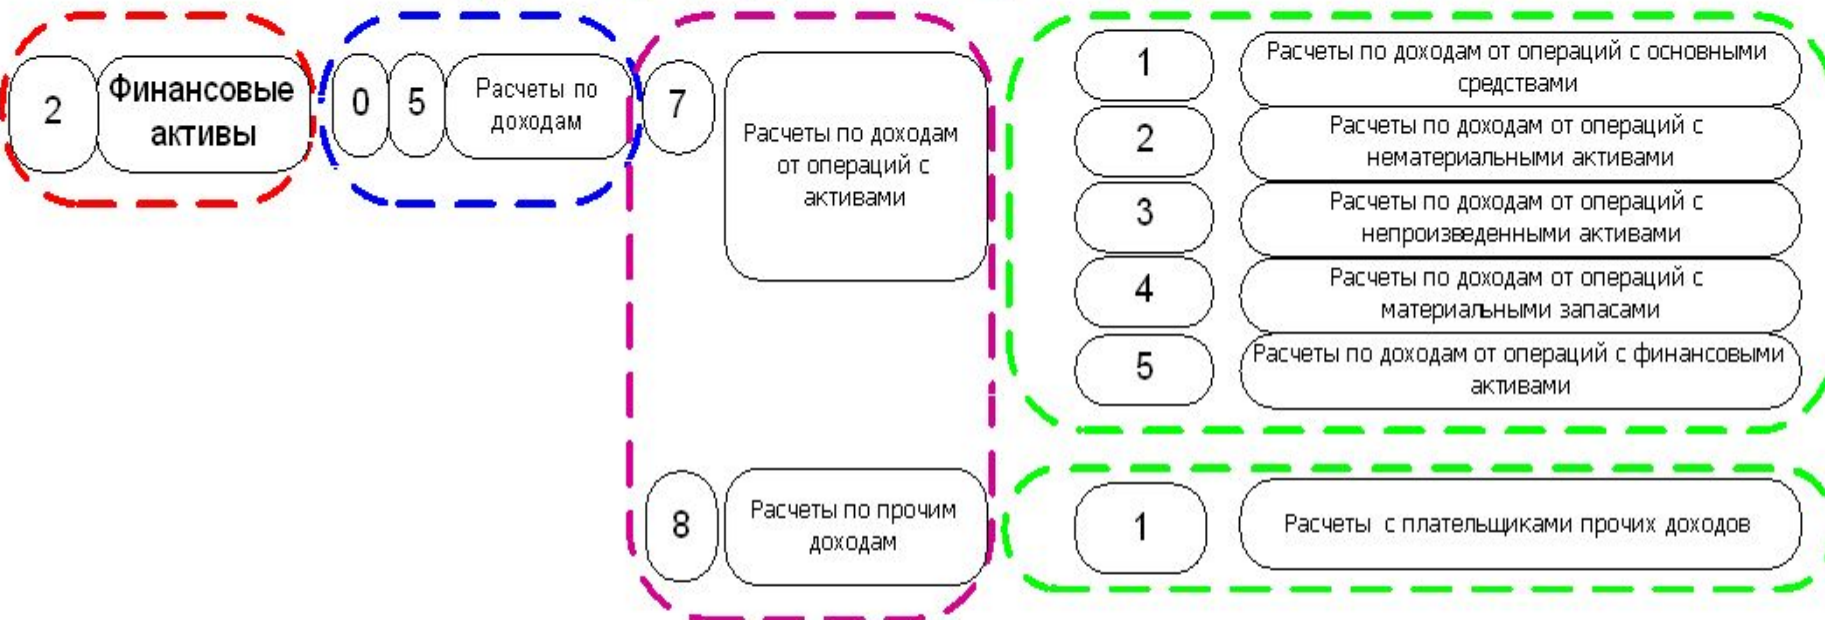 2
Финансовые
активы
0
5
Расчеты по
доходам
7
Расчеты по доходам
от операций с
активами
1
Расчеты по доходам от операций с основными
средствами
2
Расчеты по доходам от операций с
нематериальными активами
3
Расчеты по доходам от операций с
непроизведенными активами
4
Расчеты по доходам от операций с
материальными запасами
5
Расчеты по доходам от операций с финансовыми
активами
8
Расчеты по прочим
доходам
1
Расчеты с плательщиками прочих доходов